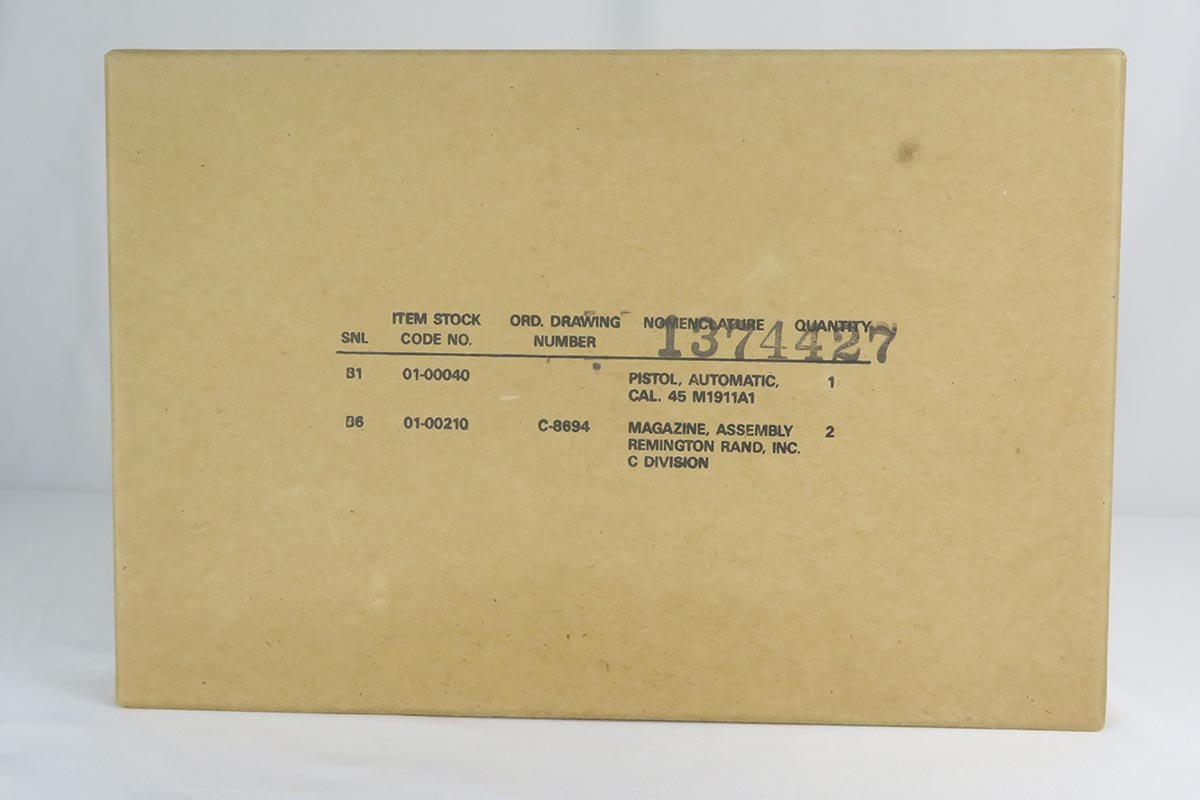 ITEM STOCK ORD. DRAWING NOMENCLATURE QUANTITY
SNL CODE NO. NUMBER
1374427
B1 01-00040 PISTOL, AUTOMATIC, 1
CAL. 45 M1911A1
B6 01-00210 C-8694 MAGAZINE, ASSEMBLY 2
REMINGTON RAND, INC.
C DIVISION